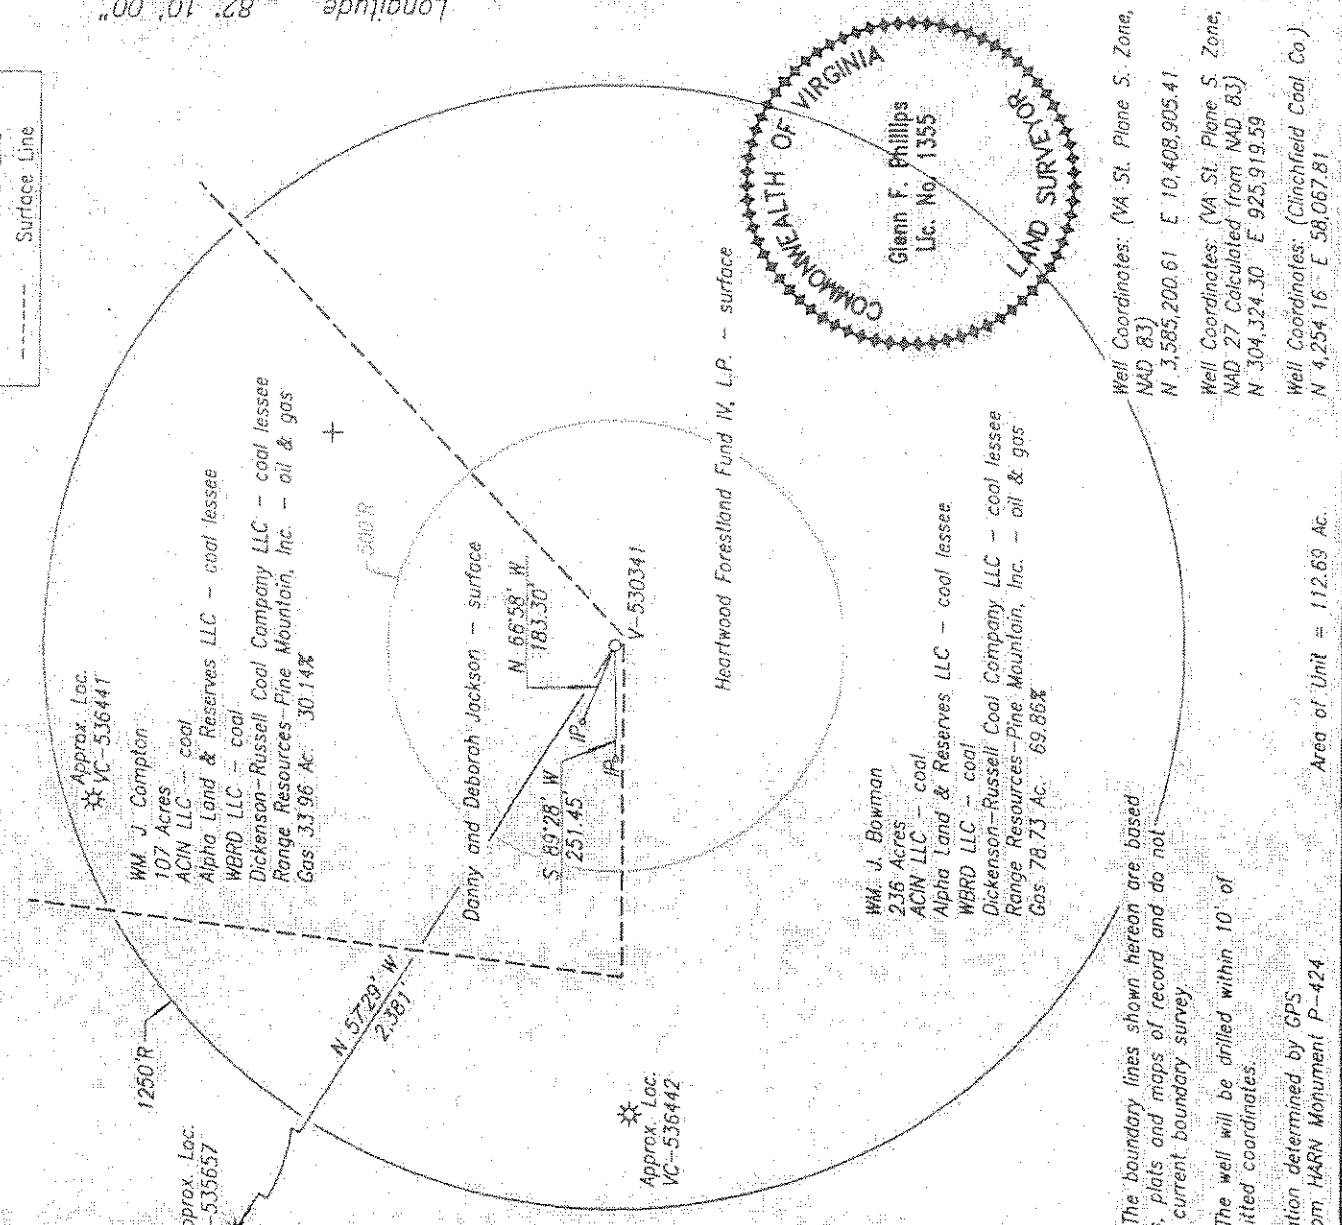 Longitude 82° 10' 00"
------ Surface Line
Approx. Loc.
VC-536441
WM. J. Compton
107 Acres
ACIN LLC - coal
Alpha Land & Reserves LLC - coal lessee
WBRD LLC - coal
Dickenson-Russell Coal Company LLC - coal lessee
Range Resources-Pine Mountain, Inc. - oil & gas
Gas 33.96 Ac. 30.14%
500'R
1250'R
Danny and Deborah Jackson - surface
N 66°58' W
183.30'
IP
S 89°28' W
251.45'
IP
V-530341
N 57°29' W
2,381'
Approx. Loc.
-535657
Approx. Loc.
VC-536442
Heartwood Forestland Fund IV, L.P. - surface
COMMONWEALTH OF VIRGINIA
Glenn F. Phillips
Lic. No. 1355
LAND SURVEYOR
WM. J. Bowman
236 Acres
ACIN LLC - coal
Alpha Land & Reserves LLC - coal lessee
WBRD LLC - coal
Dickenson-Russell Coal Company LLC - coal lessee
Range Resources-Pine Mountain, Inc. - oil & gas
Gas 78.73 Ac. 69.86%
The boundary lines shown hereon are based
, plats and maps of record and do not
current boundary survey
The well will be drilled within 10' of
itted coordinates.
tion determined by GPS
om HARN Monument P-424
Area of Unit = 112.69 Ac.
Well Coordinates: (VA St. Plane S. Zone,
NAD 83)
N 3,585,200.61 E 10,408,905.41
Well Coordinates: (VA St. Plane S. Zone,
NAD 27 Calculated from NAD 83)
N 304,324.30 E 925,919.59
Well Coordinates: (Clinchfield Coal Co.)
N 4,254.16 E 58,067.81